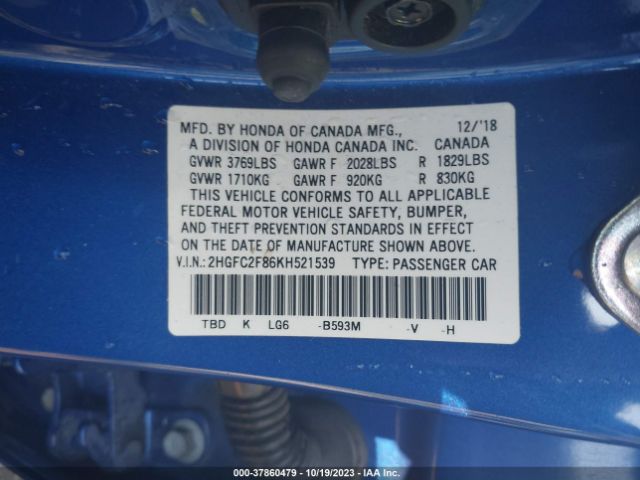 MFD. BY HONDA OF CANADA MFG., 12/'18
A DIVISION OF HONDA CANADA INC. CANADA
GVWR 3769LBS GAWR F 2028LBS R 1829LBS
GVWR 1710KG GAWR F 920KG R 830KG
THIS VEHICLE CONFORMS TO ALL APPLICABLE
FEDERAL MOTOR VEHICLE SAFETY, BUMPER,
AND THEFT PREVENTION STANDARDS IN EFFECT
ON THE DATE OF MANUFACTURE SHOWN ABOVE.
V.I.N.: 2HGFC2F86KH521539 TYPE: PASSENGER CAR
TBD K LG6 -B593M -V -H
000-37860479 | 10/19/2023 | IAA Inc.